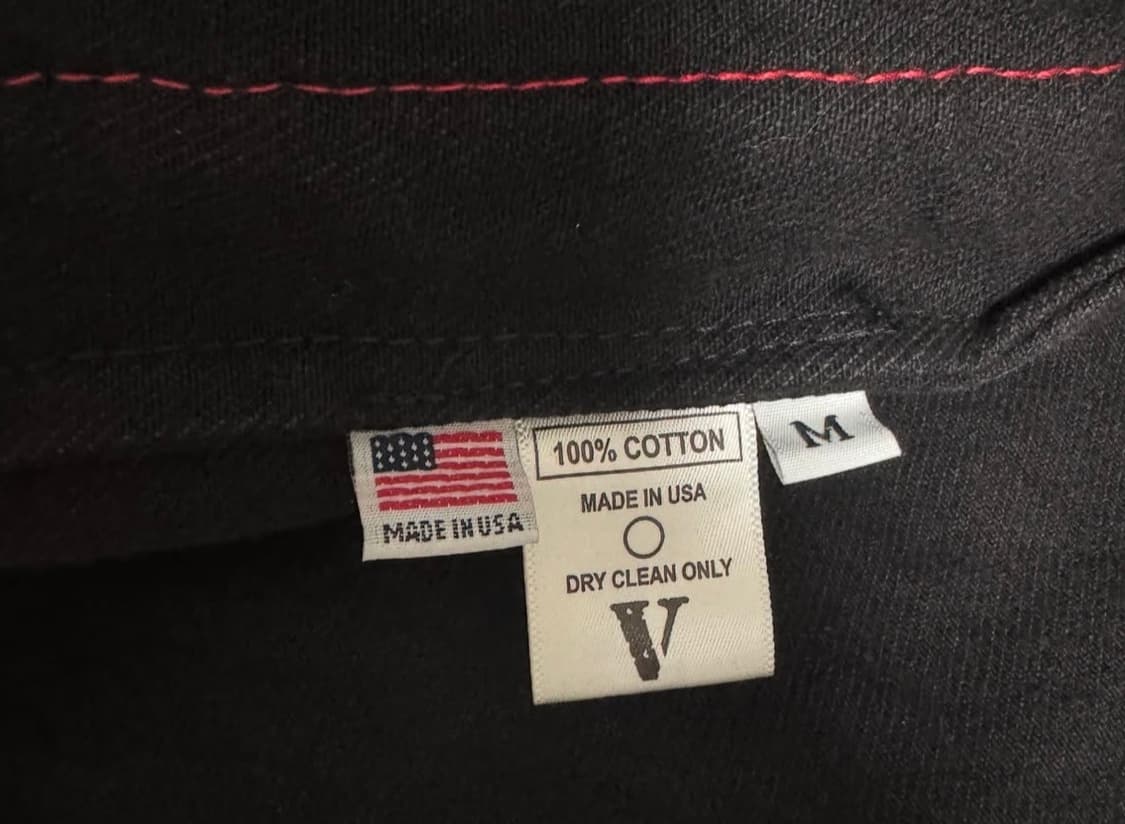 MADE IN USA
100% COTTON
MADE IN USA
DRY CLEAN ONLY
V
M